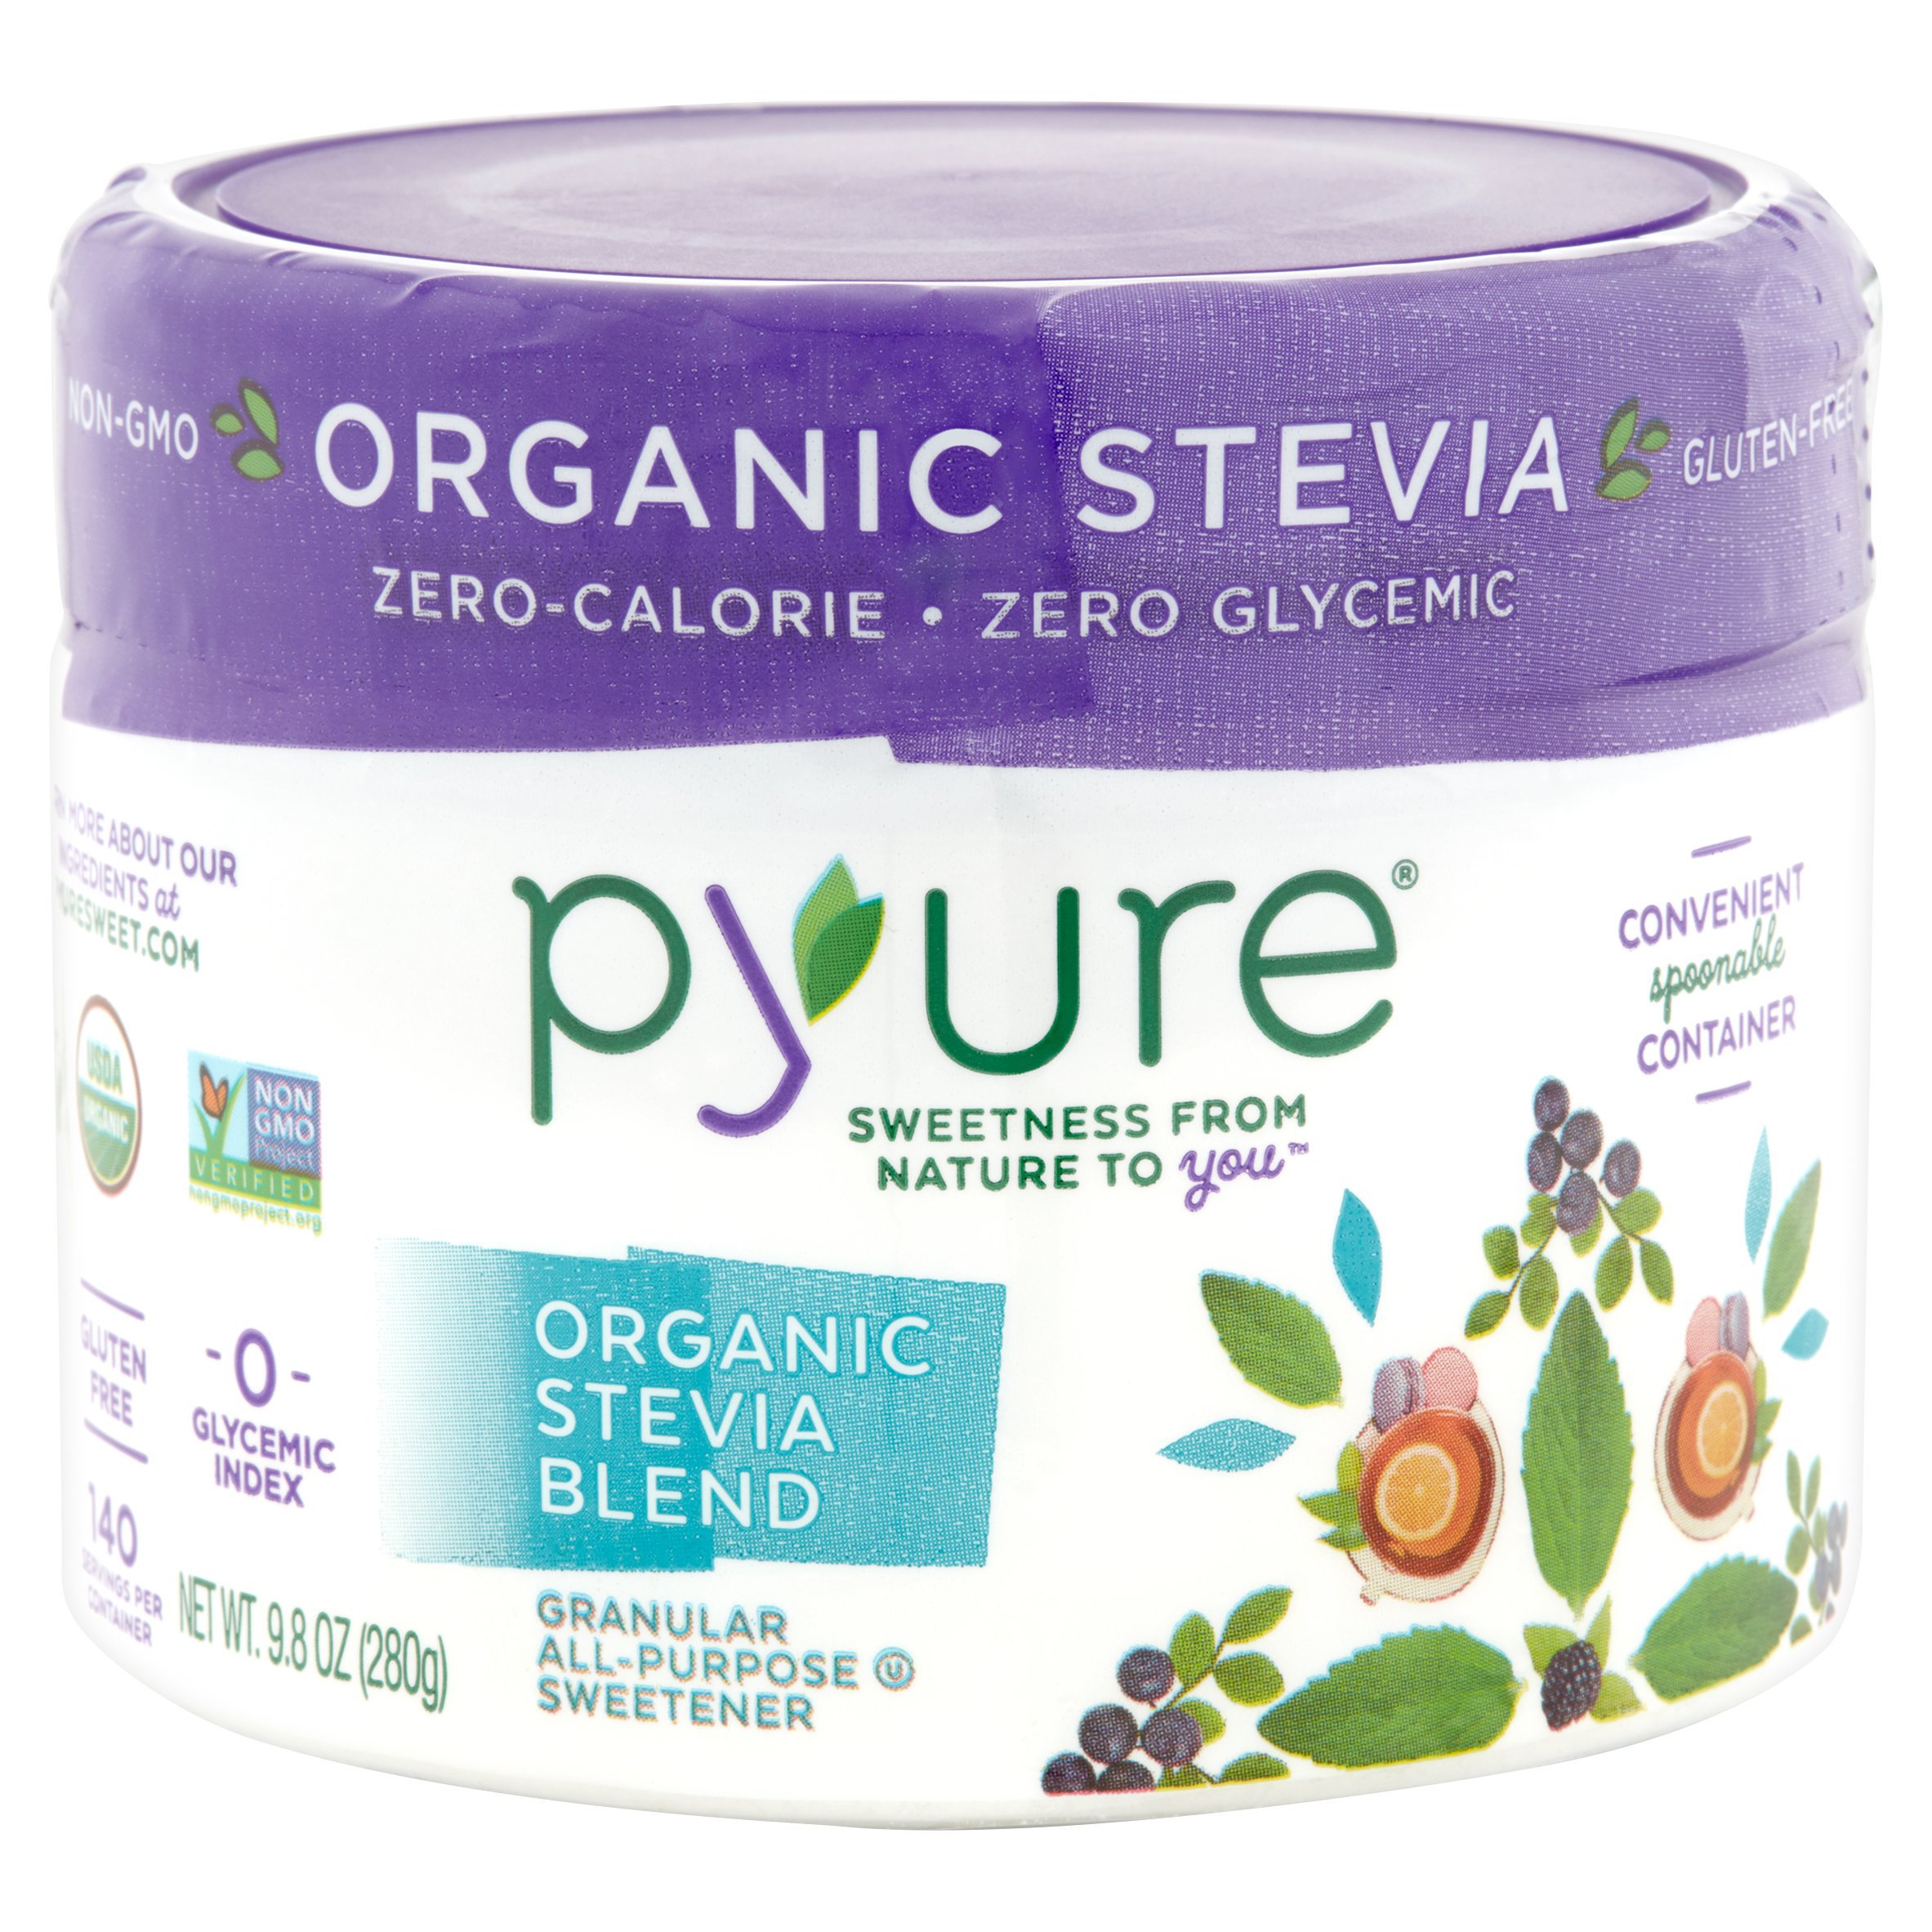 NON-GMO
ORGANIC STEVIA
GLUTEN-FREE
ZERO-CALORIE • ZERO GLYCEMIC
MORE ABOUT OUR
INGREDIENTS at
pyure®
SWEETNESS FROM
NATURE TO you™
CONVENIENT
spoonable
CONTAINER
USDA
ORGANIC
NON
GMO
Project
VERIFIED
nongmoproject.org
GLUTEN
FREE
-0-
GLYCEMIC
INDEX
140
SERVINGS PER
CONTAINER
NET WT. 9.8 OZ (280g)
ORGANIC
STEVIA
BLEND
GRANULAR
ALL-PURPOSE U
SWEETENER